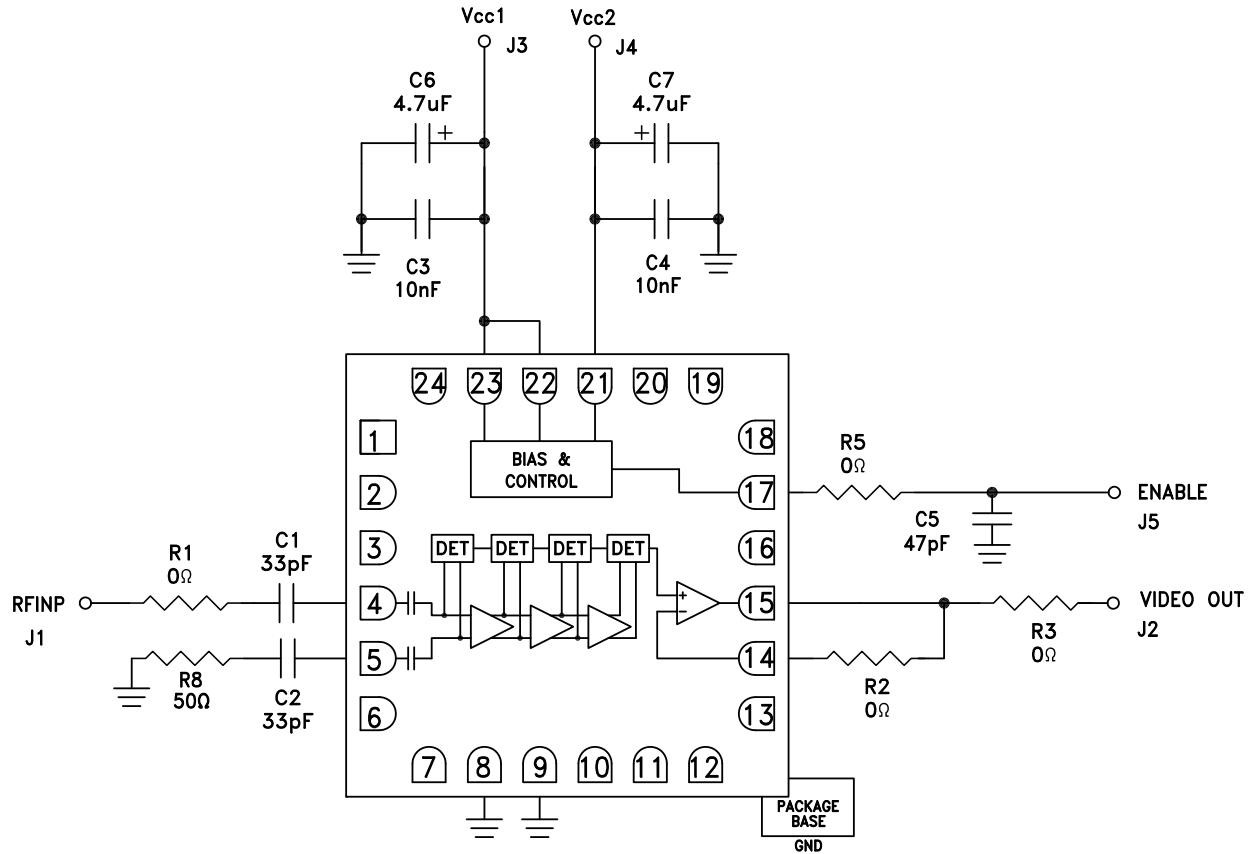 Vcc1
J3
Vcc2
J4
C6
4.7uF
+
C7
4.7uF
+
C3
10nF
C4
10nF
24
23
22
21
20
19
1
2
3
4
5
6
18
17
16
15
14
13
7
8
9
10
11
12
BIAS &
CONTROL
DET
DET
DET
DET
+
−
R5
0Ω
C5
47pF
ENABLE
J5
R1
0Ω
C1
33pF
RFINP
J1
R8
50Ω
C2
33pF
VIDEO OUT
J2
R3
0Ω
R2
0Ω
PACKAGE
BASE
GND